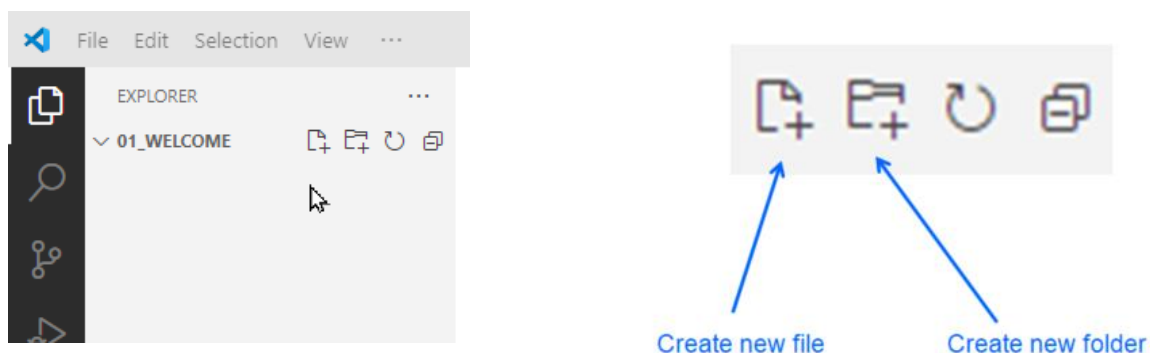 File Edit Selection View ···
EXPLORER ···
01_WELCOME
Create new file
Create new folder